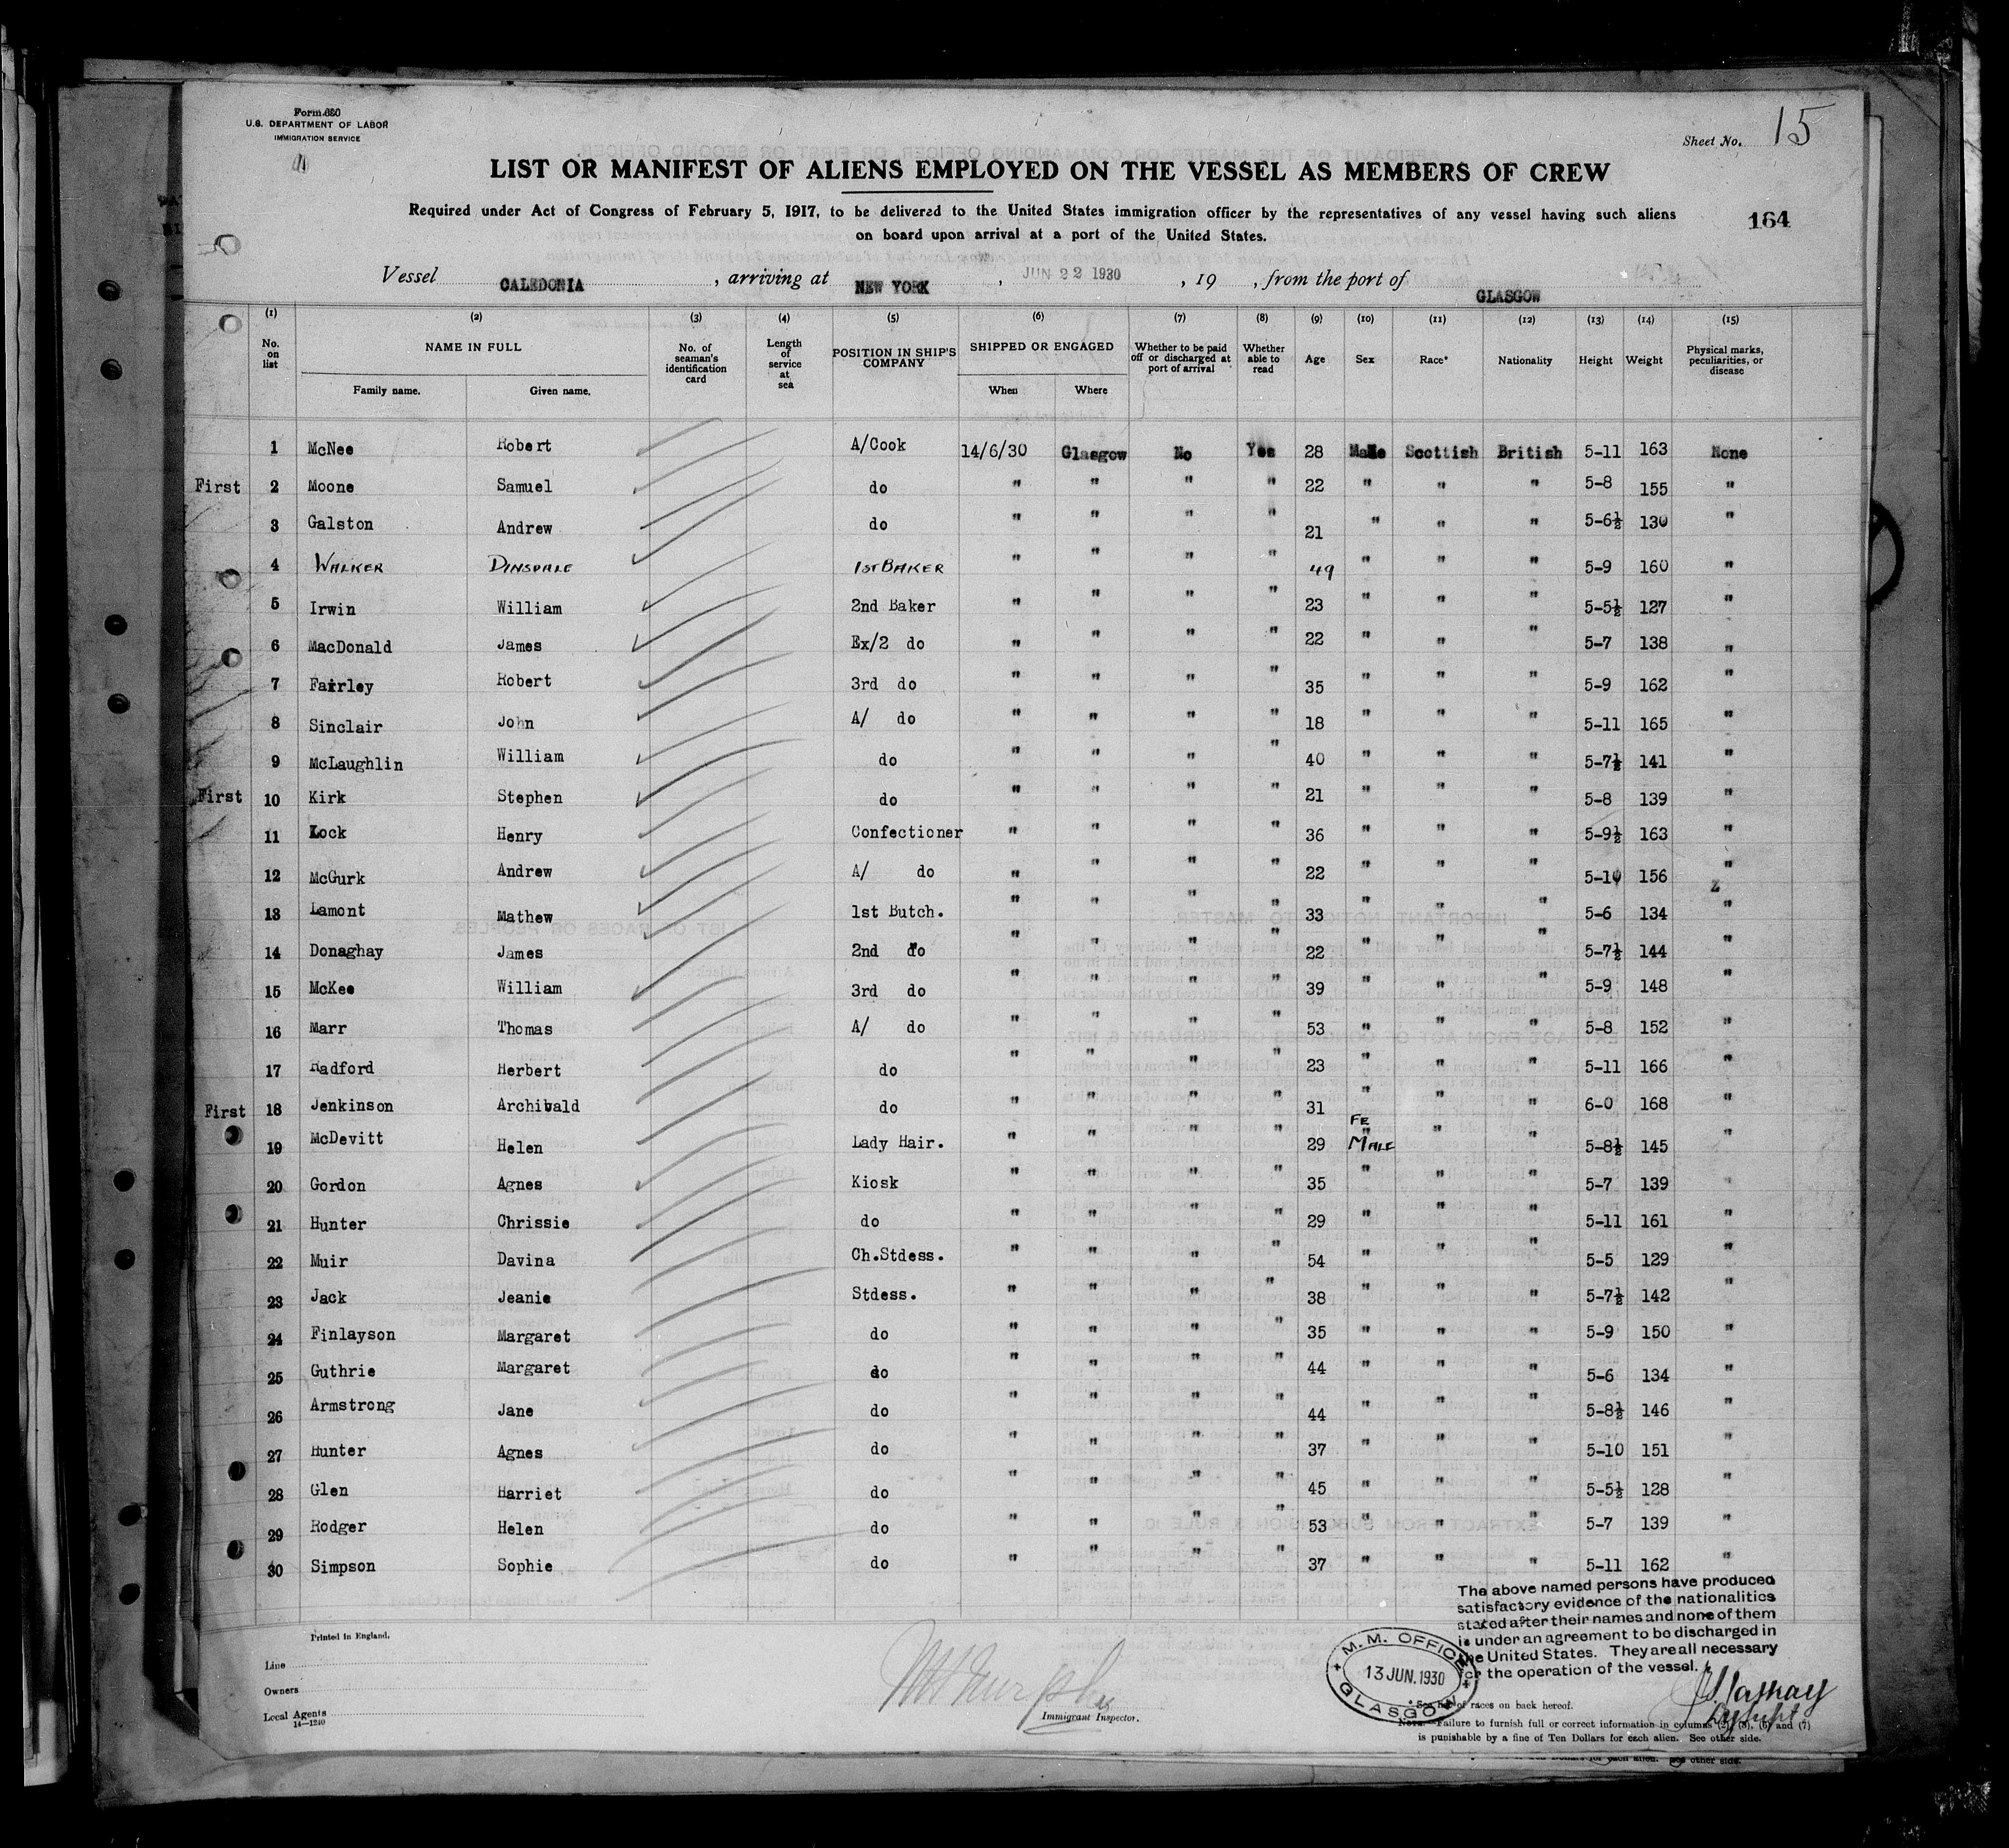 Form 680
U.S. DEPARTMENT OF LABOR
IMMIGRATION SERVICE
Sheet No. 15
LIST OR MANIFEST OF ALIENS EMPLOYED ON THE VESSEL AS MEMBERS OF CREW
Required under Act of Congress of February 5, 1917, to be delivered to the United States immigration officer by the representatives of any vessel having such aliens
on board upon arrival at a port of the United States.
164
Vessel CALEDONIA, arriving at NEW YORK, JUN 22 1930, 19 , from the port of GLASGOW
(1) (2) (3) (4) (5) (6) (7) (8) (9) (10) (11) (12) (13) (14) (15)
No. on list NAME IN FULL Family name. Given name. No. of seaman's identification card Length of service at sea POSITION IN SHIP'S COMPANY SHIPPED OR ENGAGED When Where Whether to be paid off or discharged at port of arrival Whether able to read Age Sex Race* Nationality Height Weight Physical marks, peculiarities, or disease
1 McNee Robert A/Cook 14/6/30 Glasgow No Yes 28 Male Scottish British 5-11 163 None
First 2 Moone Samuel do " " " " 22 " " " 5-8 155 "
3 Galston Andrew do " " " " 21 " " " 5-6½ 130 "
4 WALKER DINSDALE 1ST BAKER " " " " 49 " " " 5-9 160 "
5 Irwin William 2nd Baker " " " " 23 " " " 5-5½ 127 "
6 MacDonald James Ex/2 do " " " " 22 " " " 5-7 138 "
7 Fairley Robert 3rd do " " " " 35 " " " 5-9 162 "
8 Sinclair John A/ do " " " " 18 " " " 5-11 165 "
9 McLaughlin William do " " " " 40 " " " 5-7½ 141 "
First 10 Kirk Stephen do " " " " 21 " " " 5-8 139 "
11 Lock Henry Confectioner " " " " 36 " " " 5-9½ 163 "
12 McGurk Andrew A/ do " " " " 22 " " " 5-10 156 "
13 Lamont Mathew 1st Butch. " " " " 33 " " " 5-6 134 "
14 Donaghay James 2nd do " " " " 22 " " " 5-7½ 144 "
15 McKee William 3rd do " " " " 39 " " " 5-9 148 "
16 Marr Thomas A/ do " " " " 53 " " " 5-8 152 "
17 Radford Herbert do " " " " 23 " " " 5-11 166 "
First 18 Jenkinson Archibald do " " " " 31 " " " 6-0 168 "
19 McDevitt Helen Lady Hair. " " " " 29 FE MALE " " 5-8½ 145 "
20 Gordon Agnes Kiosk " " " " 35 " " " 5-7 139 "
21 Hunter Chrissie do " " " " 29 " " " 5-11 161 "
22 Muir Davina Ch.Stdess. " " " " 54 " " " 5-5 129 "
23 Jack Jeanie Stdess. " " " " 38 " " " 5-7½ 142 "
24 Finlayson Margaret do " " " " 35 " " " 5-9 150 "
25 Guthrie Margaret do " " " " 44 " " " 5-6 134 "
26 Armstrong Jane do " " " " 44 " " " 5-8½ 146 "
27 Hunter Agnes do " " " " 37 " " " 5-10 151 "
28 Glen Harriet do " " " " 45 " " " 5-5½ 128 "
29 Rodger Helen do " " " " 53 " " " 5-7 139 "
30 Simpson Sophie do " " " " 37 " " " 5-11 162 "
The above named persons have produced
satisfactory evidence of the nationalities
stated after their names and none of them
is under an agreement to be discharged in
the United States. They are all necessary
for the operation of the vessel.
M.M. OFFICE
13 JUN. 1930
GLASGOW
Printed in England.
Line
Owners
Local Agents
14—1240
Murphy
Immigrant Inspector.
* See list of races on back hereof.
NOTE.—Failure to furnish full or correct information in columns (2), (5), (6) and (7)
is punishable by a fine of Ten Dollars for each alien. See other side.